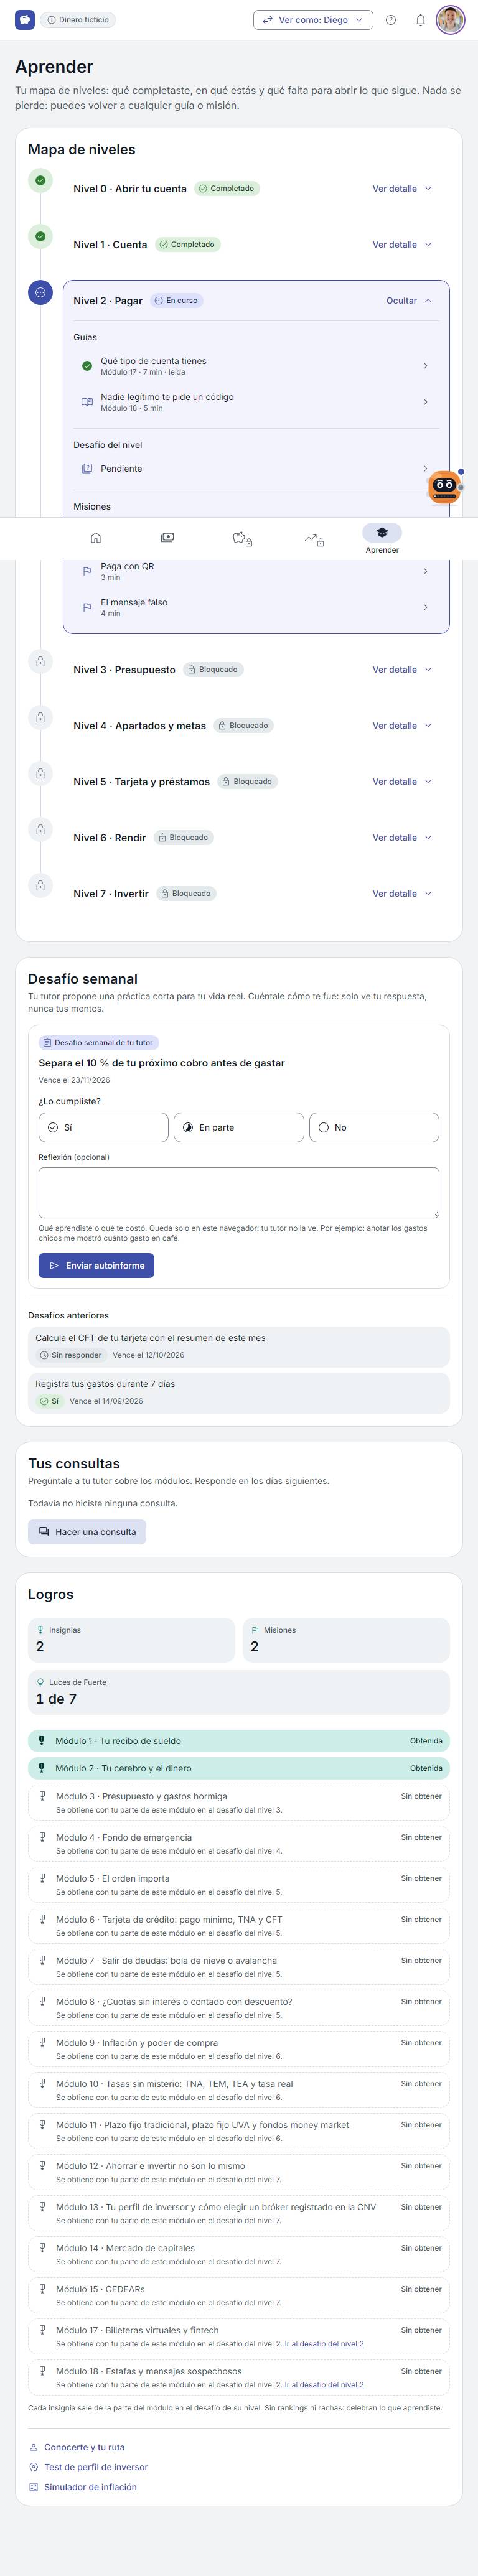 Dinero ficticio
Ver como: Diego
Aprender
Tu mapa de niveles: qué completaste, en qué estás y qué falta para abrir lo que sigue. Nada se
pierde: puedes volver a cualquier guía o misión.
Mapa de niveles
Nivel 0 · Abrir tu cuenta
Completado
Ver detalle
Nivel 1 · Cuenta
Completado
Ver detalle
Nivel 2 · Pagar
En curso
Ocultar
Guías
Qué tipo de cuenta tienes
Módulo 17 · 7 min · leída
Nadie legítimo te pide un código
Módulo 18 · 5 min
Desafío del nivel
Pendiente
Misiones
Aprender
Paga con QR
3 min
El mensaje falso
4 min
Nivel 3 · Presupuesto
Bloqueado
Ver detalle
Nivel 4 · Apartados y metas
Bloqueado
Ver detalle
Nivel 5 · Tarjeta y préstamos
Bloqueado
Ver detalle
Nivel 6 · Rendir
Bloqueado
Ver detalle
Nivel 7 · Invertir
Bloqueado
Ver detalle
Desafío semanal
Tu tutor propone una práctica corta para tu vida real. Cuéntale cómo te fue: solo ve tu respuesta,
nunca tus montos.
Desafío semanal de tu tutor
Separa el 10 % de tu próximo cobro antes de gastar
Vence el 23/11/2026
¿Lo cumpliste?
Sí
En parte
No
Reflexión (opcional)
Qué aprendiste o qué te costó. Queda solo en este navegador: tu tutor no la ve. Por ejemplo: anotar los gastos
chicos me mostró cuánto gasto en café.
Enviar autoinforme
Desafíos anteriores
Calcula el CFT de tu tarjeta con el resumen de este mes
Sin responder
Vence el 12/10/2026
Registra tus gastos durante 7 días
Sí
Vence el 14/09/2026
Tus consultas
Pregúntale a tu tutor sobre los módulos. Responde en los días siguientes.
Todavía no hiciste ninguna consulta.
Hacer una consulta
Logros
Insignias
2
Misiones
2
Luces de Fuerte
1 de 7
Módulo 1 · Tu recibo de sueldo
Obtenida
Módulo 2 · Tu cerebro y el dinero
Obtenida
Módulo 3 · Presupuesto y gastos hormiga
Sin obtener
Se obtiene con tu parte de este módulo en el desafío del nivel 3.
Módulo 4 · Fondo de emergencia
Sin obtener
Se obtiene con tu parte de este módulo en el desafío del nivel 4.
Módulo 5 · El orden importa
Sin obtener
Se obtiene con tu parte de este módulo en el desafío del nivel 5.
Módulo 6 · Tarjeta de crédito: pago mínimo, TNA y CFT
Sin obtener
Se obtiene con tu parte de este módulo en el desafío del nivel 5.
Módulo 7 · Salir de deudas: bola de nieve o avalancha
Sin obtener
Se obtiene con tu parte de este módulo en el desafío del nivel 5.
Módulo 8 · ¿Cuotas sin interés o contado con descuento?
Sin obtener
Se obtiene con tu parte de este módulo en el desafío del nivel 5.
Módulo 9 · Inflación y poder de compra
Sin obtener
Se obtiene con tu parte de este módulo en el desafío del nivel 6.
Módulo 10 · Tasas sin misterio: TNA, TEM, TEA y tasa real
Sin obtener
Se obtiene con tu parte de este módulo en el desafío del nivel 6.
Módulo 11 · Plazo fijo tradicional, plazo fijo UVA y fondos money market
Sin obtener
Se obtiene con tu parte de este módulo en el desafío del nivel 6.
Módulo 12 · Ahorrar e invertir no son lo mismo
Sin obtener
Se obtiene con tu parte de este módulo en el desafío del nivel 7.
Módulo 13 · Tu perfil de inversor y cómo elegir un bróker registrado en la CNV
Sin obtener
Se obtiene con tu parte de este módulo en el desafío del nivel 7.
Módulo 14 · Mercado de capitales
Sin obtener
Se obtiene con tu parte de este módulo en el desafío del nivel 7.
Módulo 15 · CEDEARs
Sin obtener
Se obtiene con tu parte de este módulo en el desafío del nivel 7.
Módulo 17 · Billeteras virtuales y fintech
Sin obtener
Se obtiene con tu parte de este módulo en el desafío del nivel 2. Ir al desafío del nivel 2
Módulo 18 · Estafas y mensajes sospechosos
Sin obtener
Se obtiene con tu parte de este módulo en el desafío del nivel 2. Ir al desafío del nivel 2
Cada insignia sale de la parte del módulo en el desafío de su nivel. Sin rankings ni rachas: celebran lo que aprendiste.
Conocerte y tu ruta
Test de perfil de inversor
Simulador de inflación